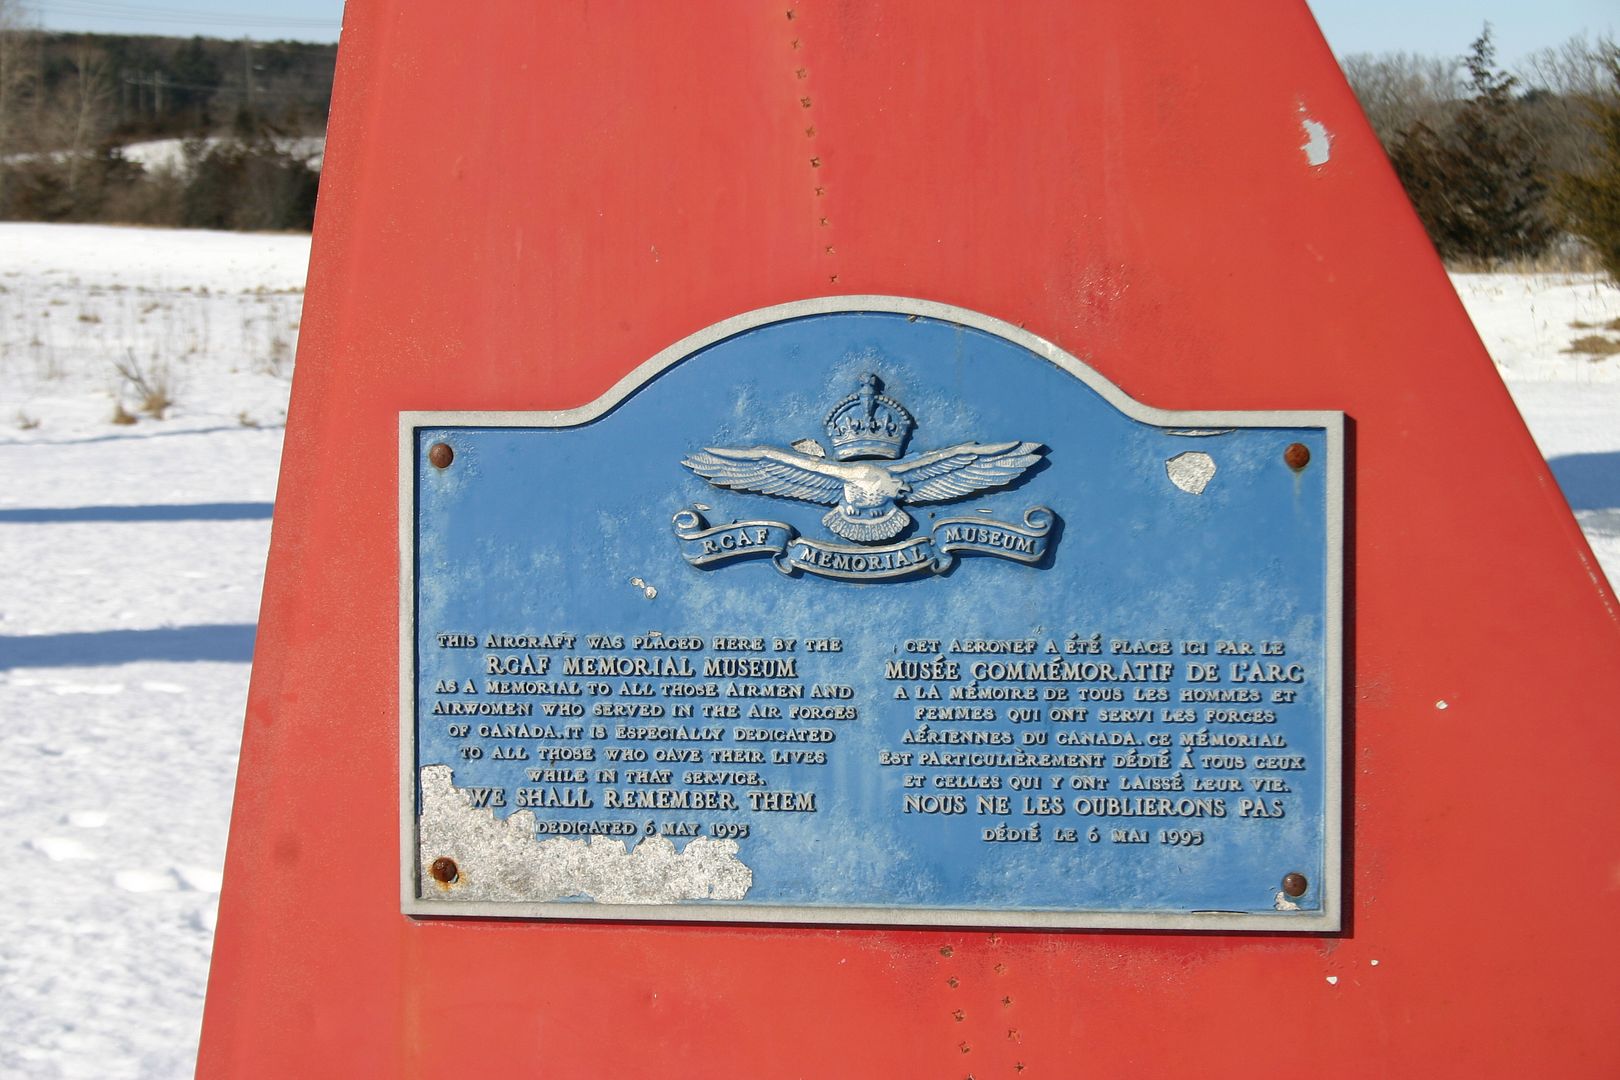 RCAF MEMORIAL MUSEUM
THIS AIRCRAFT WAS PLACED HERE BY THE
RCAF MEMORIAL MUSEUM
AS A MEMORIAL TO ALL THOSE AIRMEN AND
AIRWOMEN WHO SERVED IN THE AIR FORCES
OF CANADA. IT IS ESPECIALLY DEDICATED
TO ALL THOSE WHO GAVE THEIR LIVES
WHILE IN THAT SERVICE.
WE SHALL REMEMBER THEM
DEDICATED 6 MAY 1995
CET AERONEF A ÉTÉ PLACE ICI PAR LE
MUSÉE COMMÉMORATIF DE L'ARC
A LA MÉMOIRE DE TOUS LES HOMMES ET
FEMMES QUI ONT SERVI LES FORCES
AÉRIENNES DU CANADA. CE MÉMORIAL
EST PARTICULIÈREMENT DÉDIÉ À TOUS CEUX
ET CELLES QUI Y ONT LAISSÉ LEUR VIE.
NOUS NE LES OUBLIERONS PAS
DÉDIÉ LE 6 MAI 1995